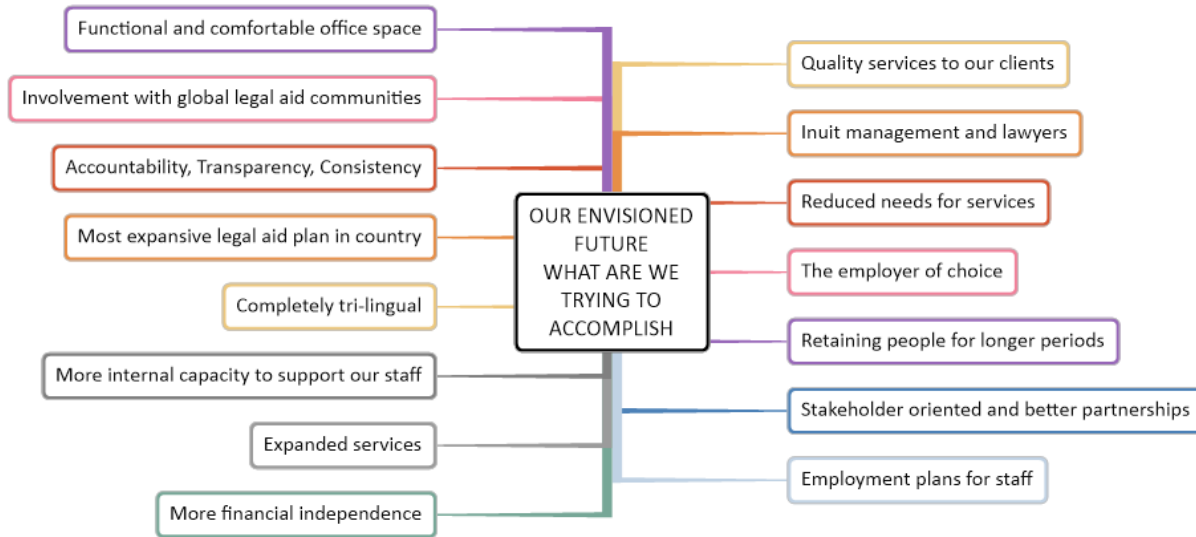 Functional and comfortable office space
Involvement with global legal aid communities
Accountability, Transparency, Consistency
Most expansive legal aid plan in country
Completely tri-lingual
More internal capacity to support our staff
Expanded services
More financial independence
OUR ENVISIONED
FUTURE
WHAT ARE WE
TRYING TO
ACCOMPLISH
Quality services to our clients
Inuit management and lawyers
Reduced needs for services
The employer of choice
Retaining people for longer periods
Stakeholder oriented and better partnerships
Employment plans for staff